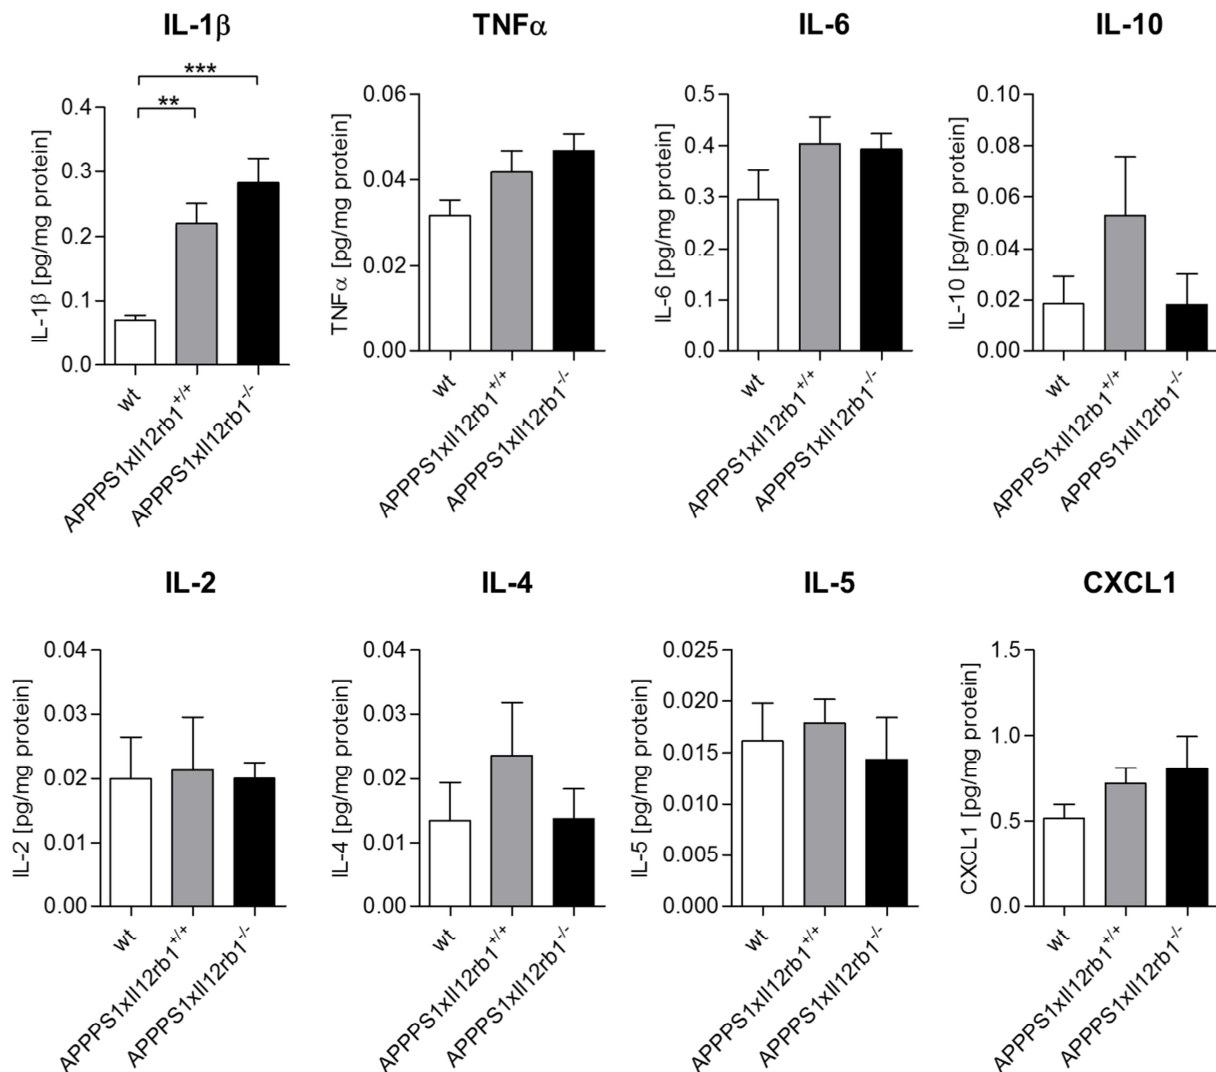 IL-1β
TNFα
IL-6
IL-10
***
**
IL-1β [pg/mg protein]
0.4
0.3
0.2
0.1
0.0
wt
APPPS1xIl12rb1+/+
APPPS1xIl12rb1-/-
TNFα [pg/mg protein]
0.06
0.04
0.02
0.00
wt
APPPS1xIl12rb1+/+
APPPS1xIl12rb1-/-
IL-6 [pg/mg protein]
0.5
0.4
0.3
0.2
0.1
0.0
wt
APPPS1xIl12rb1+/+
APPPS1xIl12rb1-/-
IL-10 [pg/mg protein]
0.10
0.08
0.06
0.04
0.02
0.00
wt
APPPS1xIl12rb1+/+
APPPS1xIl12rb1-/-
IL-2
IL-4
IL-5
CXCL1
IL-2 [pg/mg protein]
0.04
0.03
0.02
0.01
0.00
wt
APPPS1xIl12rb1+/+
APPPS1xIl12rb1-/-
IL-4 [pg/mg protein]
0.04
0.03
0.02
0.01
0.00
wt
APPPS1xIl12rb1+/+
APPPS1xIl12rb1-/-
IL-5 [pg/mg protein]
0.025
0.020
0.015
0.010
0.005
0.000
wt
APPPS1xIl12rb1+/+
APPPS1xIl12rb1-/-
CXCL1 [pg/mg protein]
1.5
1.0
0.5
0.0
wt
APPPS1xIl12rb1+/+
APPPS1xIl12rb1-/-